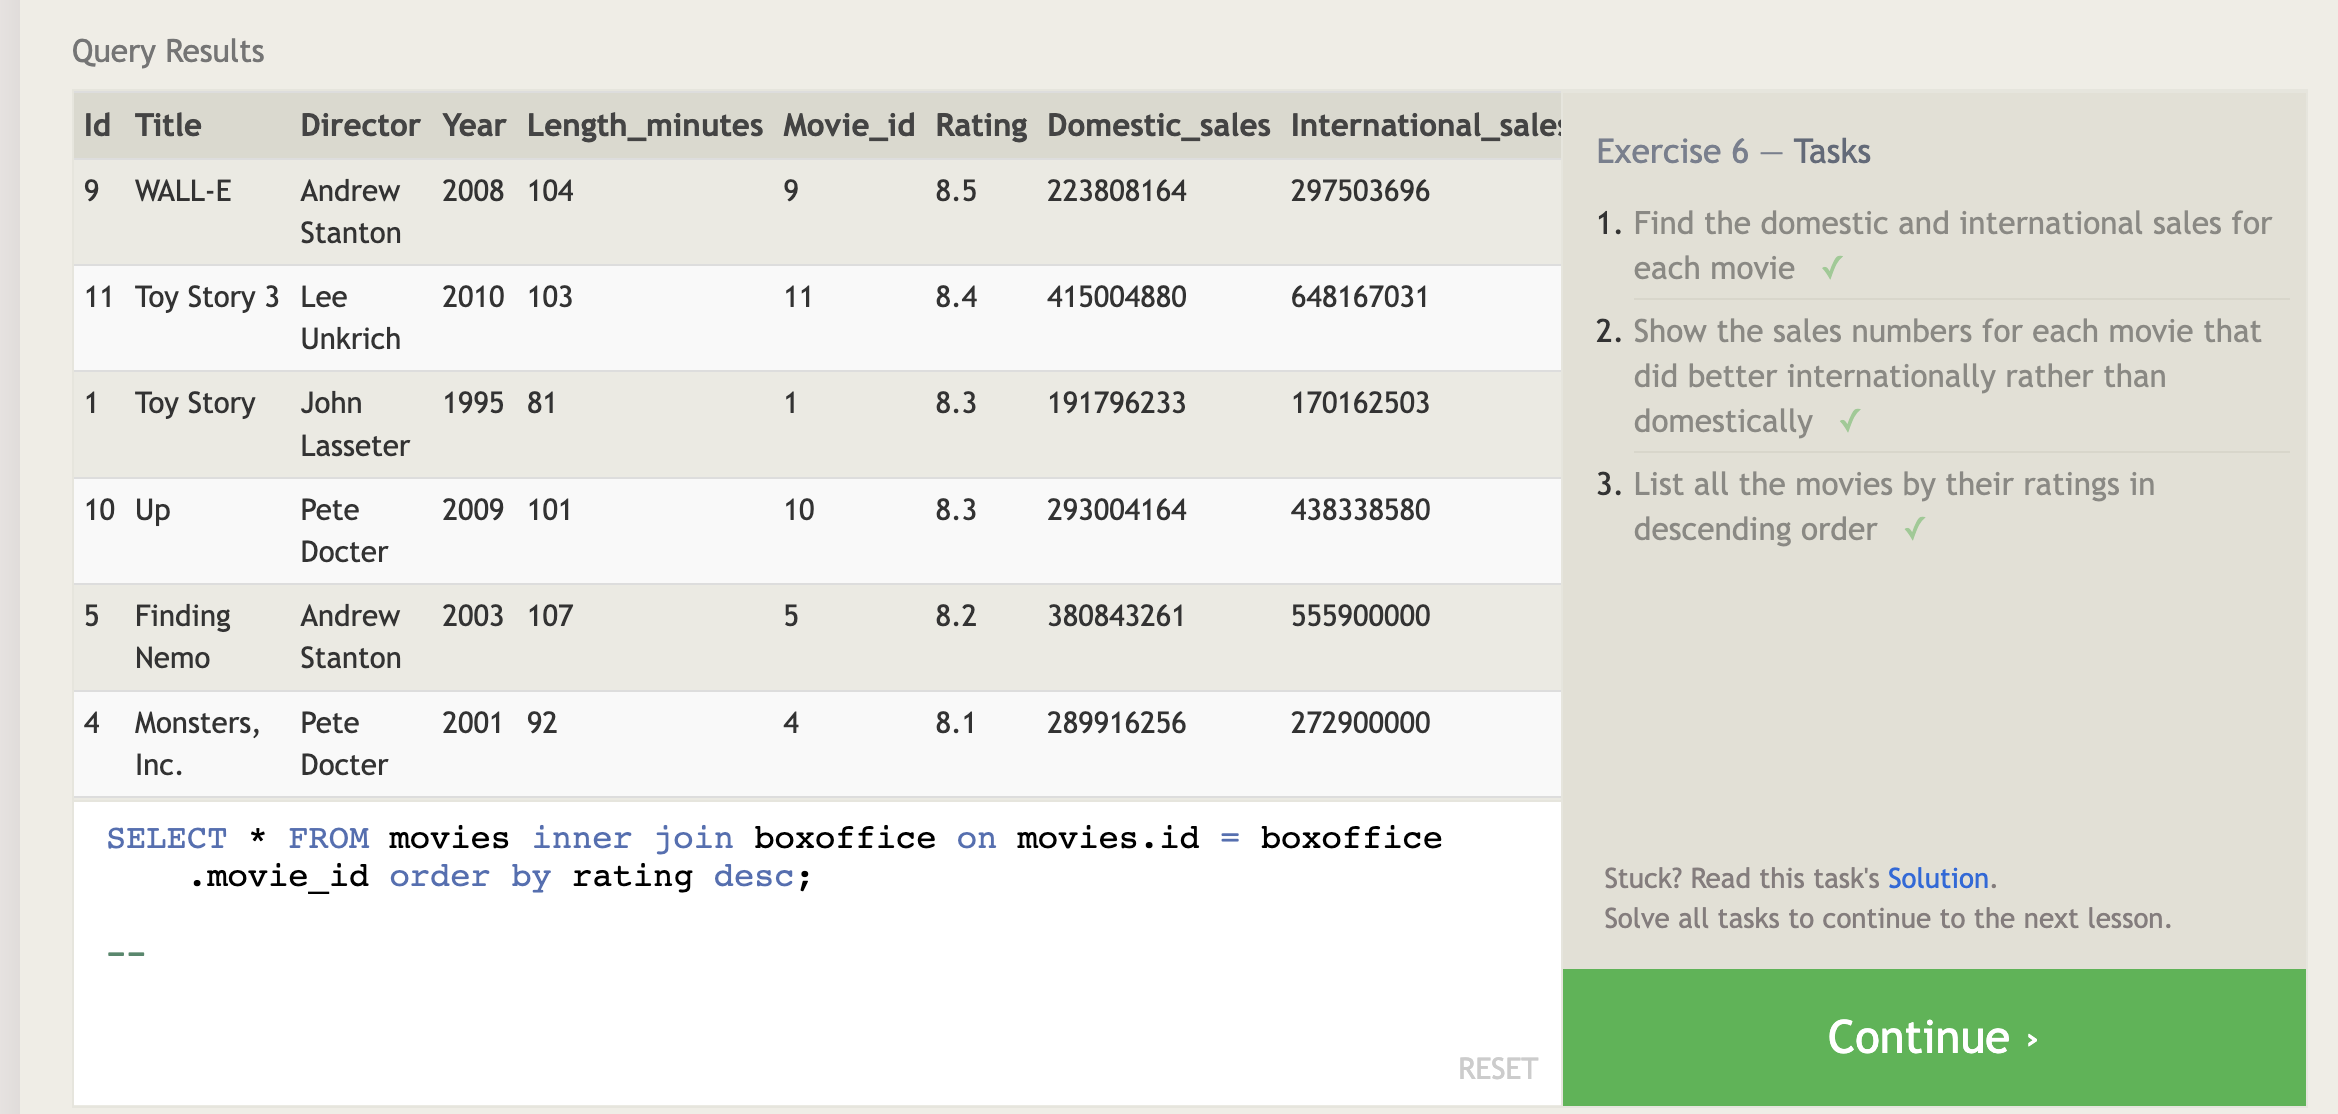 Query Results
Id Title Director Year Length_minutes Movie_id Rating Domestic_sales International_sales
9 WALL-E Andrew 2008 104 9 8.5 223808164 297503696
Stanton
11 Toy Story 3 Lee 2010 103 11 8.4 415004880 648167031
Unkrich
1 Toy Story John 1995 81 1 8.3 191796233 170162503
Lasseter
10 Up Pete 2009 101 10 8.3 293004164 438338580
Docter
5 Finding Andrew 2003 107 5 8.2 380843261 555900000
Nemo Stanton
4 Monsters, Pete 2001 92 4 8.1 289916256 272900000
Inc. Docter
SELECT * FROM movies inner join boxoffice on movies.id = boxoffice
.movie_id order by rating desc;
--
RESET
Exercise 6 — Tasks
1. Find the domestic and international sales for
each movie ✓
2. Show the sales numbers for each movie that
did better internationally rather than
domestically ✓
3. List all the movies by their ratings in
descending order ✓
Stuck? Read this task's Solution.
Solve all tasks to continue to the next lesson.
Continue ›